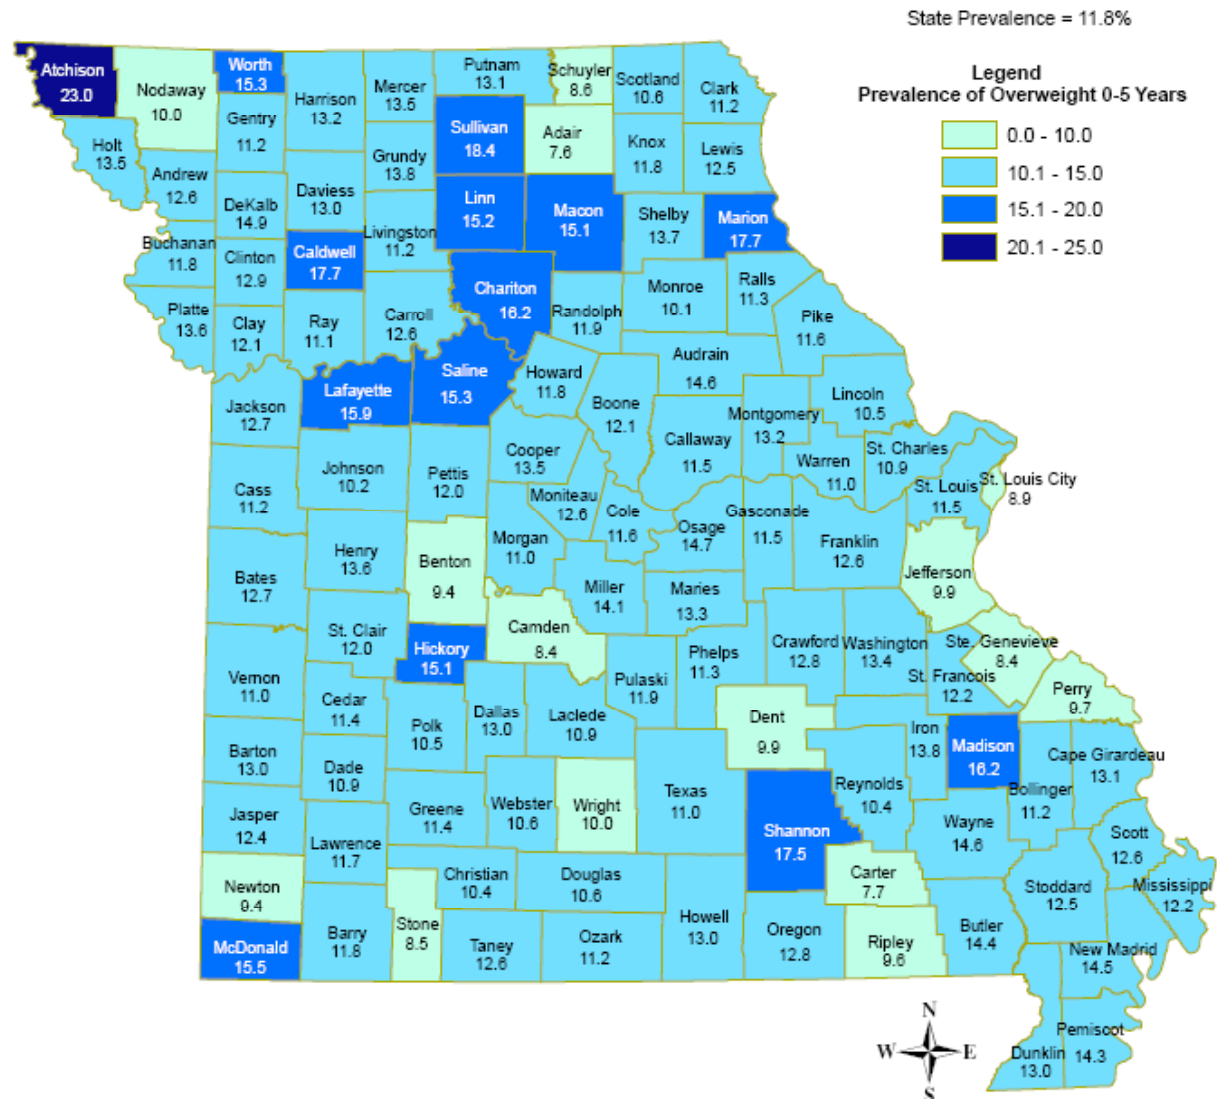 State Prevalence = 11.8%
Legend
Prevalence of Overweight 0-5 Years
0.0 - 10.0
10.1 - 15.0
15.1 - 20.0
20.1 - 25.0
Atchison
23.0
Nodaway
10.0
Worth
15.3
Harrison
13.2
Mercer
13.5
Putnam
13.1
Schuyler
8.6
Scotland
10.6
Clark
11.2
Holt
13.5
Gentry
11.2
Sullivan
18.4
Adair
7.6
Knox
11.8
Lewis
12.5
Andrew
12.6
DeKalb
14.9
Daviess
13.0
Grundy
13.8
Linn
15.2
Macon
15.1
Shelby
13.7
Marion
17.7
Buchanan
11.8
Clinton
12.9
Caldwell
17.7
Livingston
11.2
Chariton
16.2
Randolph
11.9
Monroe
10.1
Ralls
11.3
Pike
11.6
Platte
13.6
Clay
12.1
Ray
11.1
Carroll
12.6
Saline
15.3
Howard
11.8
Audrain
14.6
Jackson
12.7
Lafayette
15.9
Boone
12.1
Callaway
11.5
Montgomery
13.2
Lincoln
10.5
Cass
11.2
Johnson
10.2
Pettis
12.0
Cooper
13.5
Moniteau
12.6
Cole
11.6
Osage
14.7
Gasconade
11.5
Warren
11.0
St. Charles
10.9
St. Louis
11.5
St. Louis City
8.9
Bates
12.7
Henry
13.6
Benton
9.4
Morgan
11.0
Miller
14.1
Maries
13.3
Franklin
12.6
Jefferson
9.9
St. Clair
12.0
Hickory
15.1
Camden
8.4
Pulaski
11.9
Phelps
11.3
Crawford
12.8
Washington
13.4
Ste. Genevieve
8.4
St. Francois
12.2
Perry
9.7
Vernon
11.0
Cedar
11.4
Polk
10.5
Dallas
13.0
Laclede
10.9
Dent
9.9
Iron
13.8
Madison
16.2
Cape Girardeau
13.1
Barton
13.0
Dade
10.9
Greene
11.4
Webster
10.6
Wright
10.0
Texas
11.0
Reynolds
10.4
Bollinger
11.2
Jasper
12.4
Lawrence
11.7
Shannon
17.5
Wayne
14.6
Scott
12.6
Newton
9.4
Christian
10.4
Douglas
10.6
Carter
7.7
Stoddard
12.5
Mississippi
12.2
McDonald
15.5
Barry
11.8
Stone
8.5
Taney
12.6
Ozark
11.2
Howell
13.0
Oregon
12.8
Ripley
9.6
Butler
14.4
New Madrid
14.5
Pemiscot
14.3
Dunklin
13.0
N
W
E
S